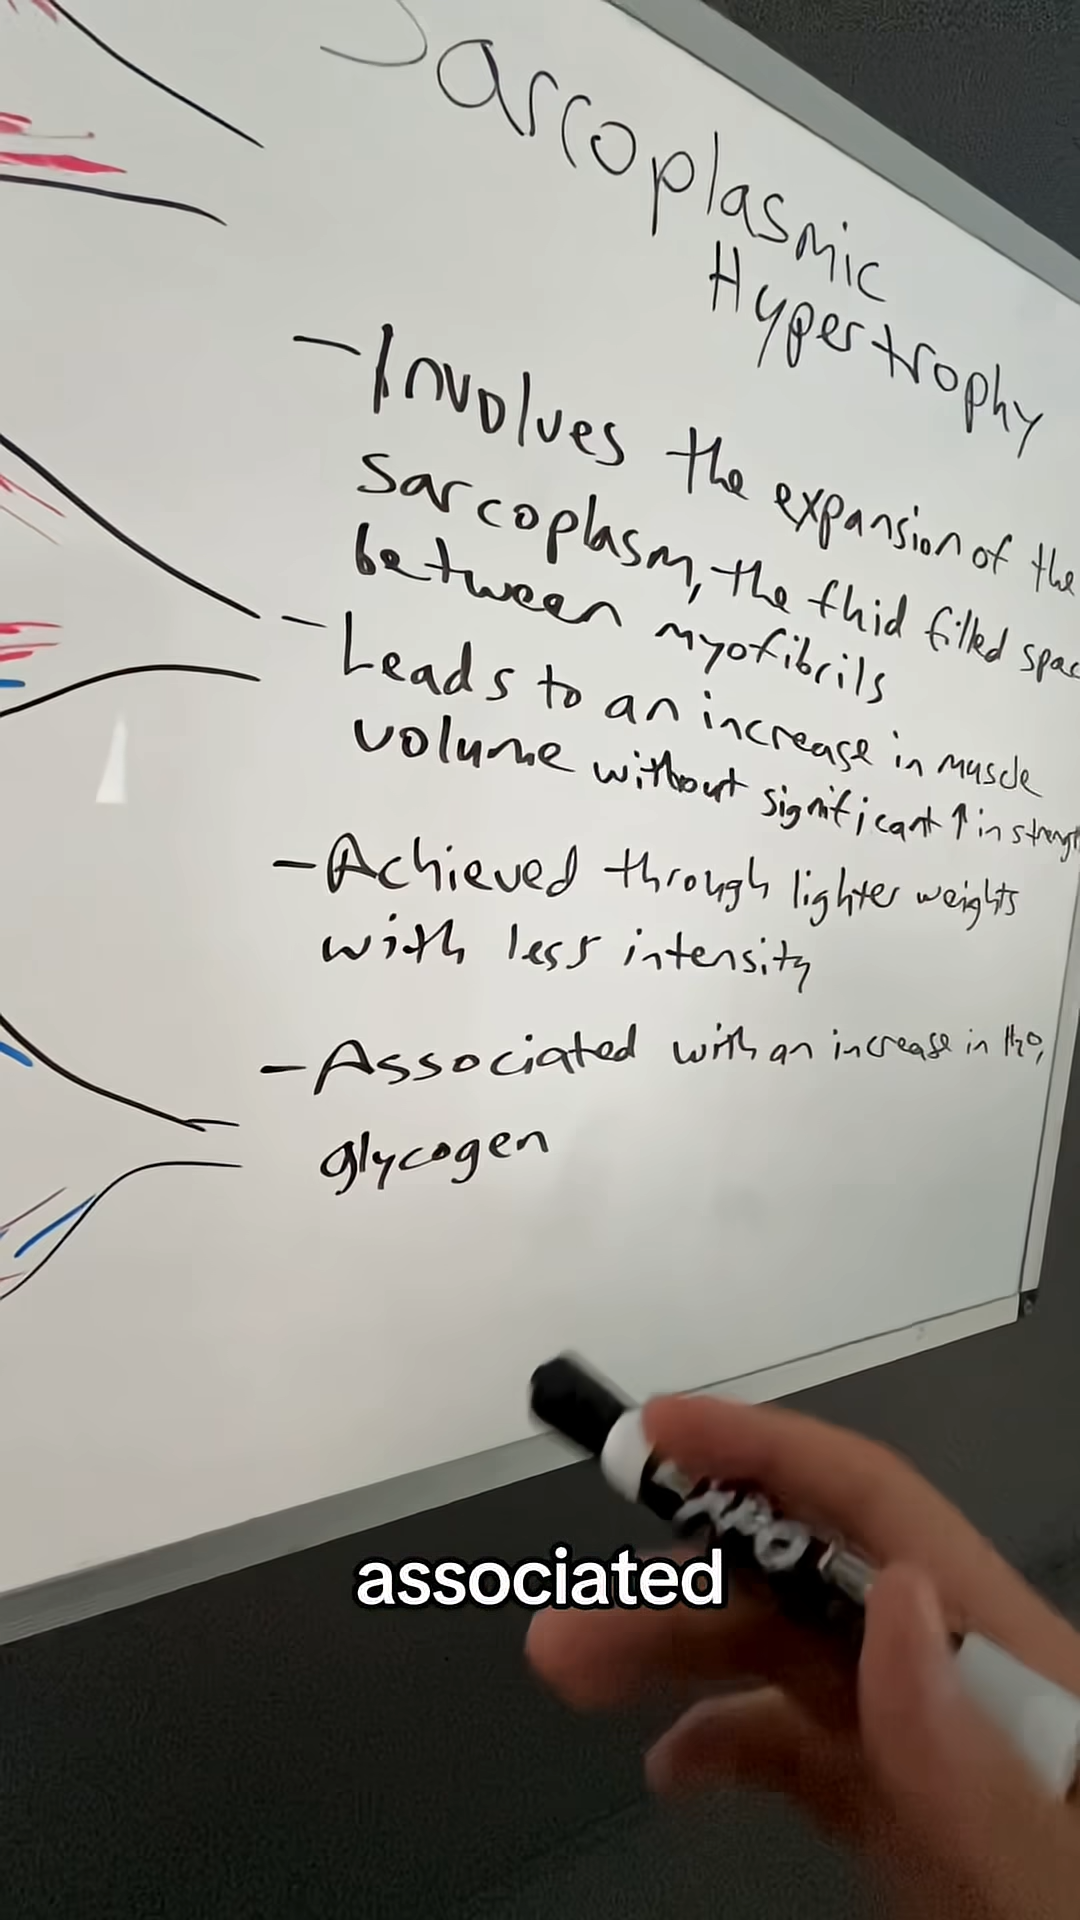 Sarcoplasmic
Hypertrophy
- Involves the expansion of the
sarcoplasm, the fluid filled spac
between myofibrils
- Leads to an increase in muscle
volume without significant ↑ in strengt
- Achieved through lighter weights
with less intensity
- Associated with an increase in H2O,
glycogen
associated